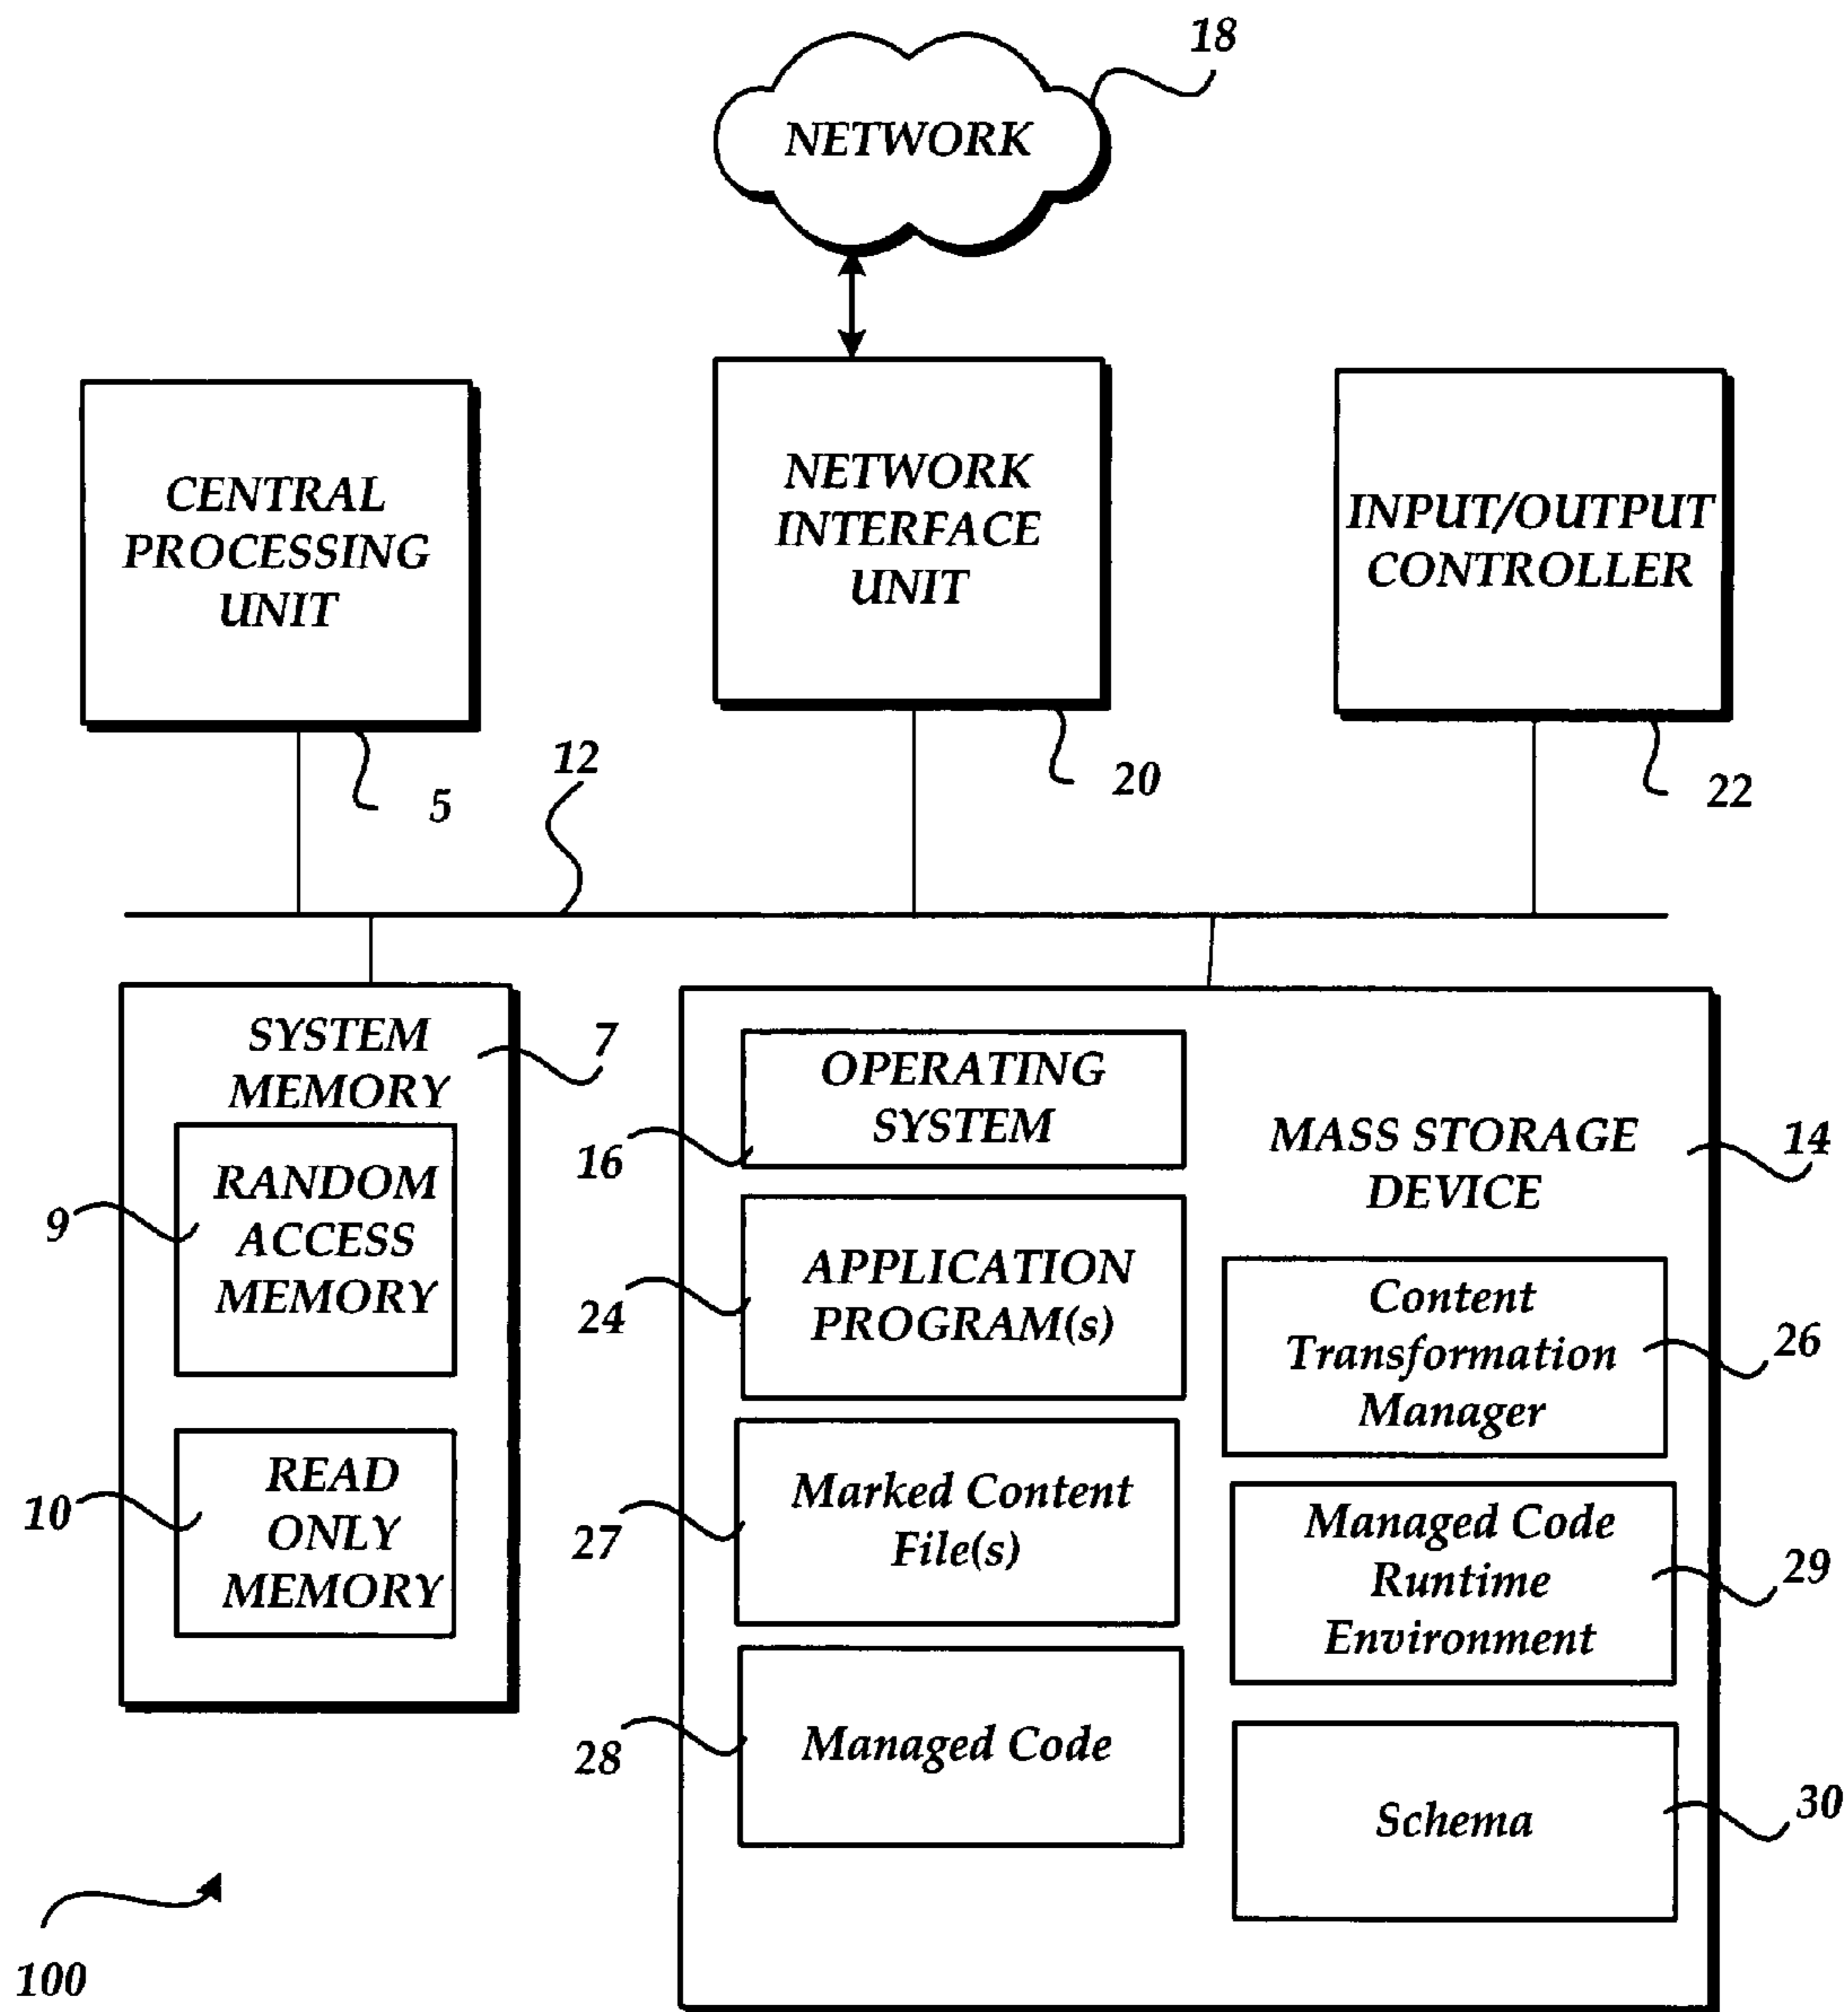 18
NETWORK
CENTRAL
PROCESSING
UNIT
5
NETWORK
INTERFACE
UNIT
20
INPUT/OUTPUT
CONTROLLER
22
12
SYSTEM
MEMORY
7
RANDOM
ACCESS
MEMORY
9
READ
ONLY
MEMORY
10
OPERATING
SYSTEM
16
MASS STORAGE
DEVICE
14
APPLICATION
PROGRAM(s)
24
Content
Transformation
Manager
26
Marked Content
File(s)
27
Managed Code
Runtime
Environment
29
Managed Code
28
Schema
30
100